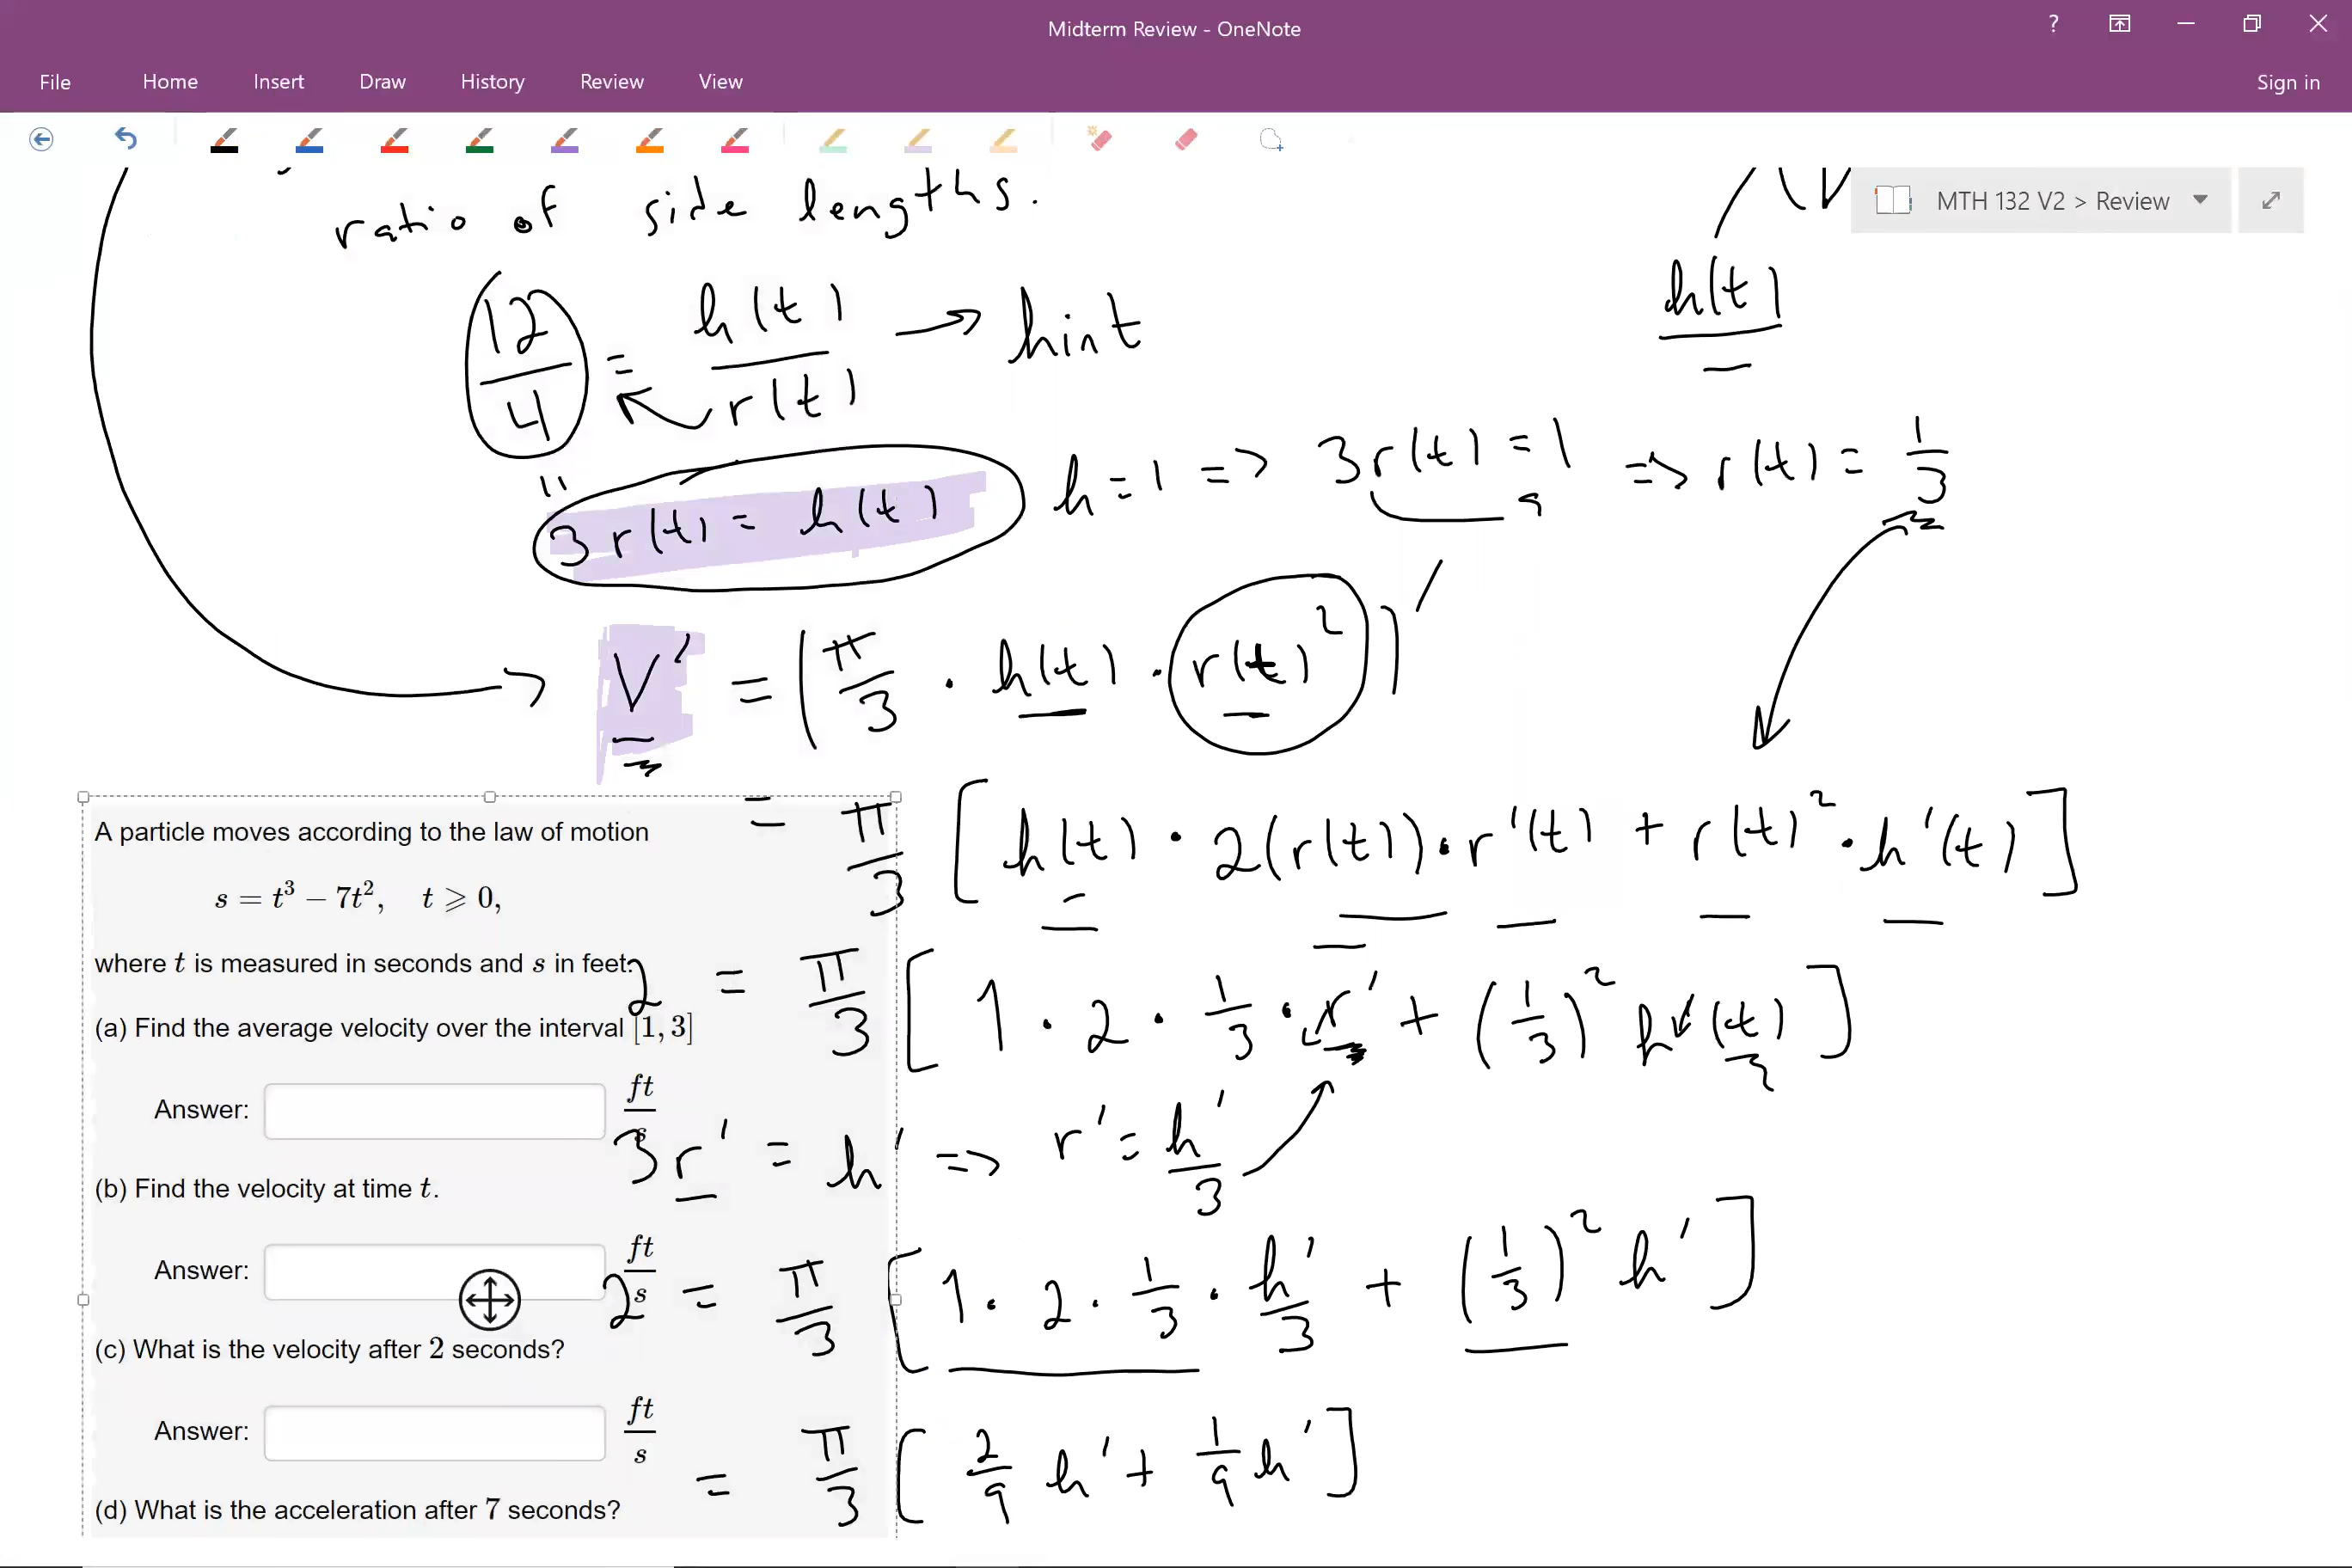 Midterm Review - OneNote
?
File Home Insert Draw History Review View
Sign in
MTH 132 V2 > Review
ratio of side lengths.
12/4 = h(t)/r(t) → hint
h(t)
" 3r(t) = h(t)
h = 1 => 3r(t) = 1 => r(t) = 1/3
V' = (π/3 · h(t) · r(t)²)'
= π/3 [h(t) · 2(r(t)) · r'(t) + r(t)² · h'(t)]
2 = π/3 [1 · 2 · 1/3 · r' + (1/3)² h'(t)]
3r' = h' => r' = h'/3
2 = π/3 [1 · 2 · 1/3 · h'/3 + (1/3)² h']
= π/3 [2/9 h' + 1/9 h']
A particle moves according to the law of motion
s = t³ − 7t², t ⩾ 0,
where t is measured in seconds and s in feet.
(a) Find the average velocity over the interval [1, 3]
Answer: ft/s
(b) Find the velocity at time t.
Answer: ft/s
(c) What is the velocity after 2 seconds?
Answer: ft/s
(d) What is the acceleration after 7 seconds?